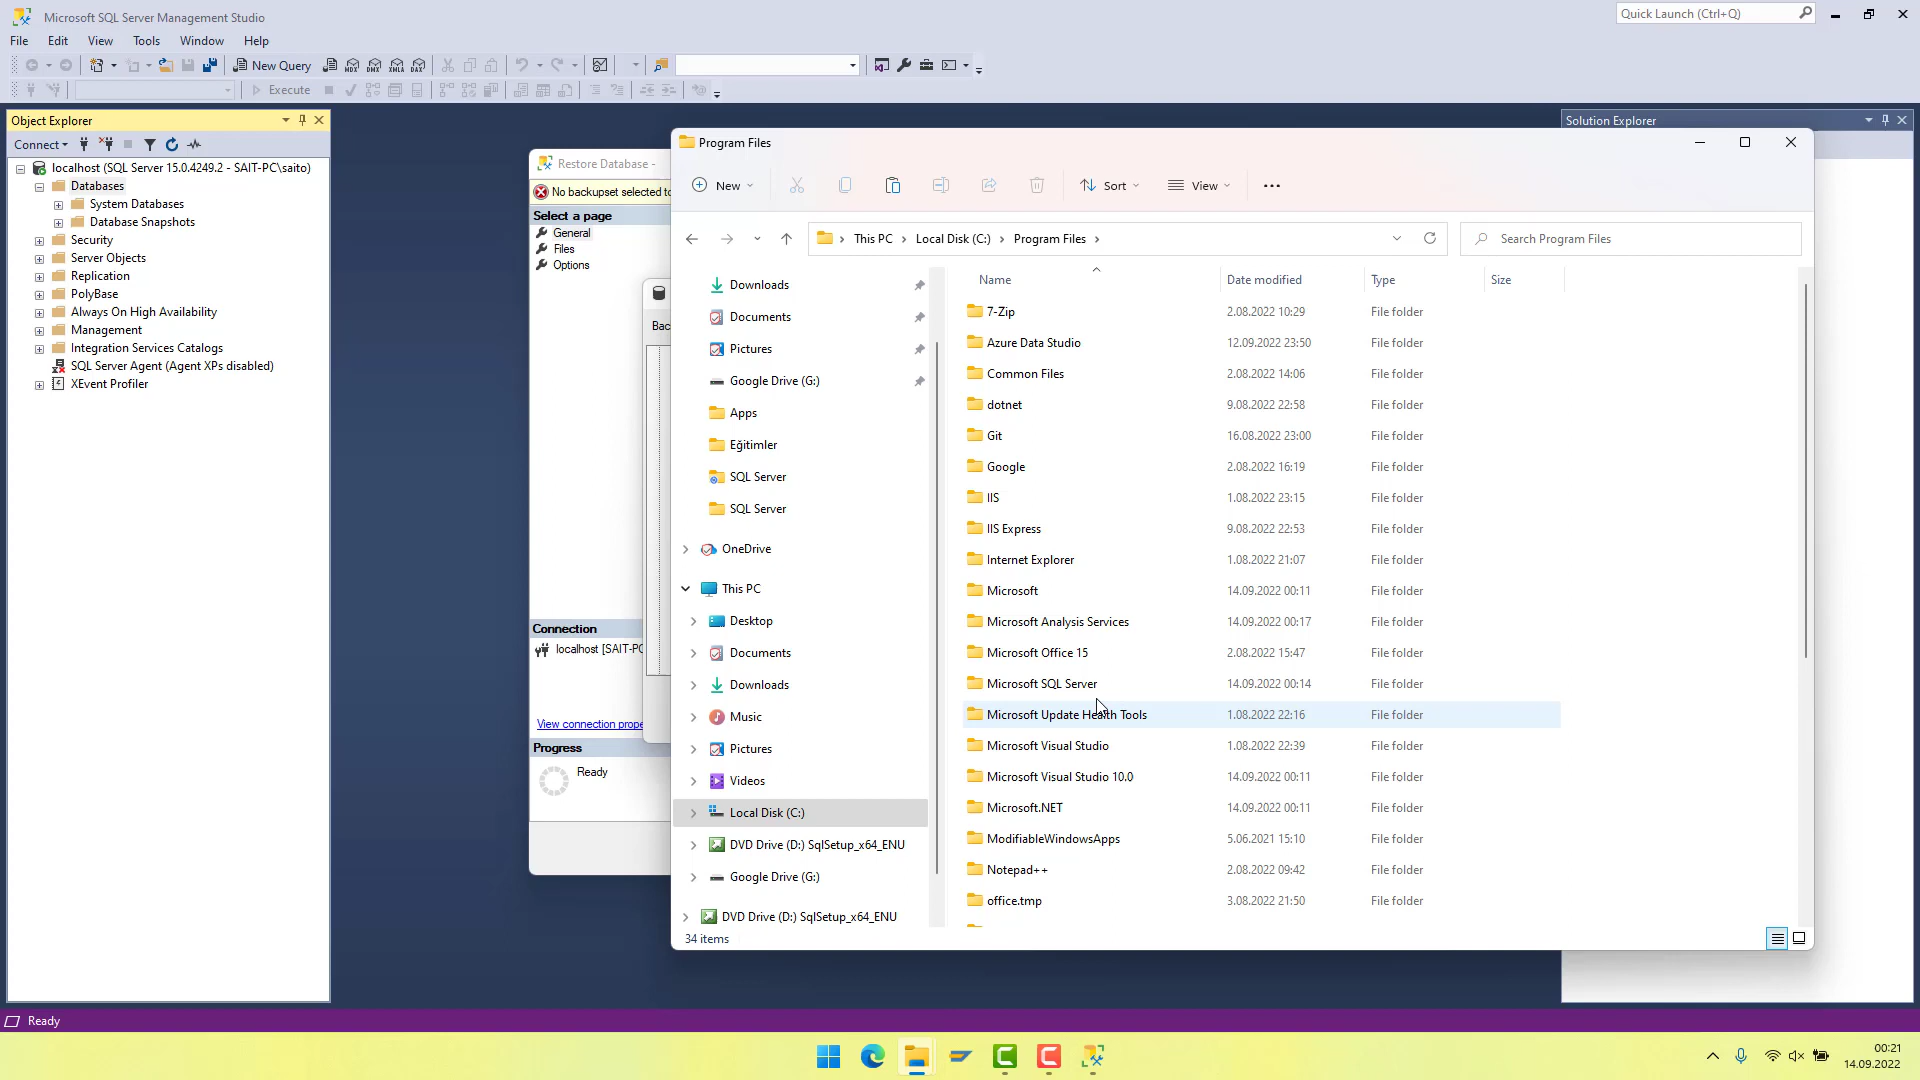 Microsoft SQL Server Management Studio
Quick Launch (Ctrl+Q)
File Edit View Tools Window Help
New Query
MDX DMX XMLA DAX
Execute
Object Explorer
Connect
localhost (SQL Server 15.0.4249.2 - SAIT-PC\saito)
Databases
System Databases
Database Snapshots
Security
Server Objects
Replication
PolyBase
Always On High Availability
Management
Integration Services Catalogs
SQL Server Agent (Agent XPs disabled)
XEvent Profiler
Restore Database -
No backupset selected to
Select a page
General
Files
Options
Bac
Connection
localhost [SAIT-PC
View connection prope
Progress
Ready
Solution Explorer
Program Files
New Sort View
This PC Local Disk (C:) Program Files
Search Program Files
Downloads
Documents
Pictures
Google Drive (G:)
Apps
Eğitimler
SQL Server
SQL Server
OneDrive
This PC
Desktop
Documents
Downloads
Music
Pictures
Videos
Local Disk (C:)
DVD Drive (D:) SqlSetup_x64_ENU
Google Drive (G:)
DVD Drive (D:) SqlSetup_x64_ENU
Name Date modified Type Size
7-Zip 2.08.2022 10:29 File folder
Azure Data Studio 12.09.2022 23:50 File folder
Common Files 2.08.2022 14:06 File folder
dotnet 9.08.2022 22:58 File folder
Git 16.08.2022 23:00 File folder
Google 2.08.2022 16:19 File folder
IIS 1.08.2022 23:15 File folder
IIS Express 9.08.2022 22:53 File folder
Internet Explorer 1.08.2022 21:07 File folder
Microsoft 14.09.2022 00:11 File folder
Microsoft Analysis Services 14.09.2022 00:17 File folder
Microsoft Office 15 2.08.2022 15:47 File folder
Microsoft SQL Server 14.09.2022 00:14 File folder
Microsoft Update Health Tools 1.08.2022 22:16 File folder
Microsoft Visual Studio 1.08.2022 22:39 File folder
Microsoft Visual Studio 10.0 14.09.2022 00:11 File folder
Microsoft.NET 14.09.2022 00:11 File folder
ModifiableWindowsApps 5.06.2021 15:10 File folder
Notepad++ 2.08.2022 09:42 File folder
office.tmp 3.08.2022 21:50 File folder
34 items
Ready
00:21
14.09.2022